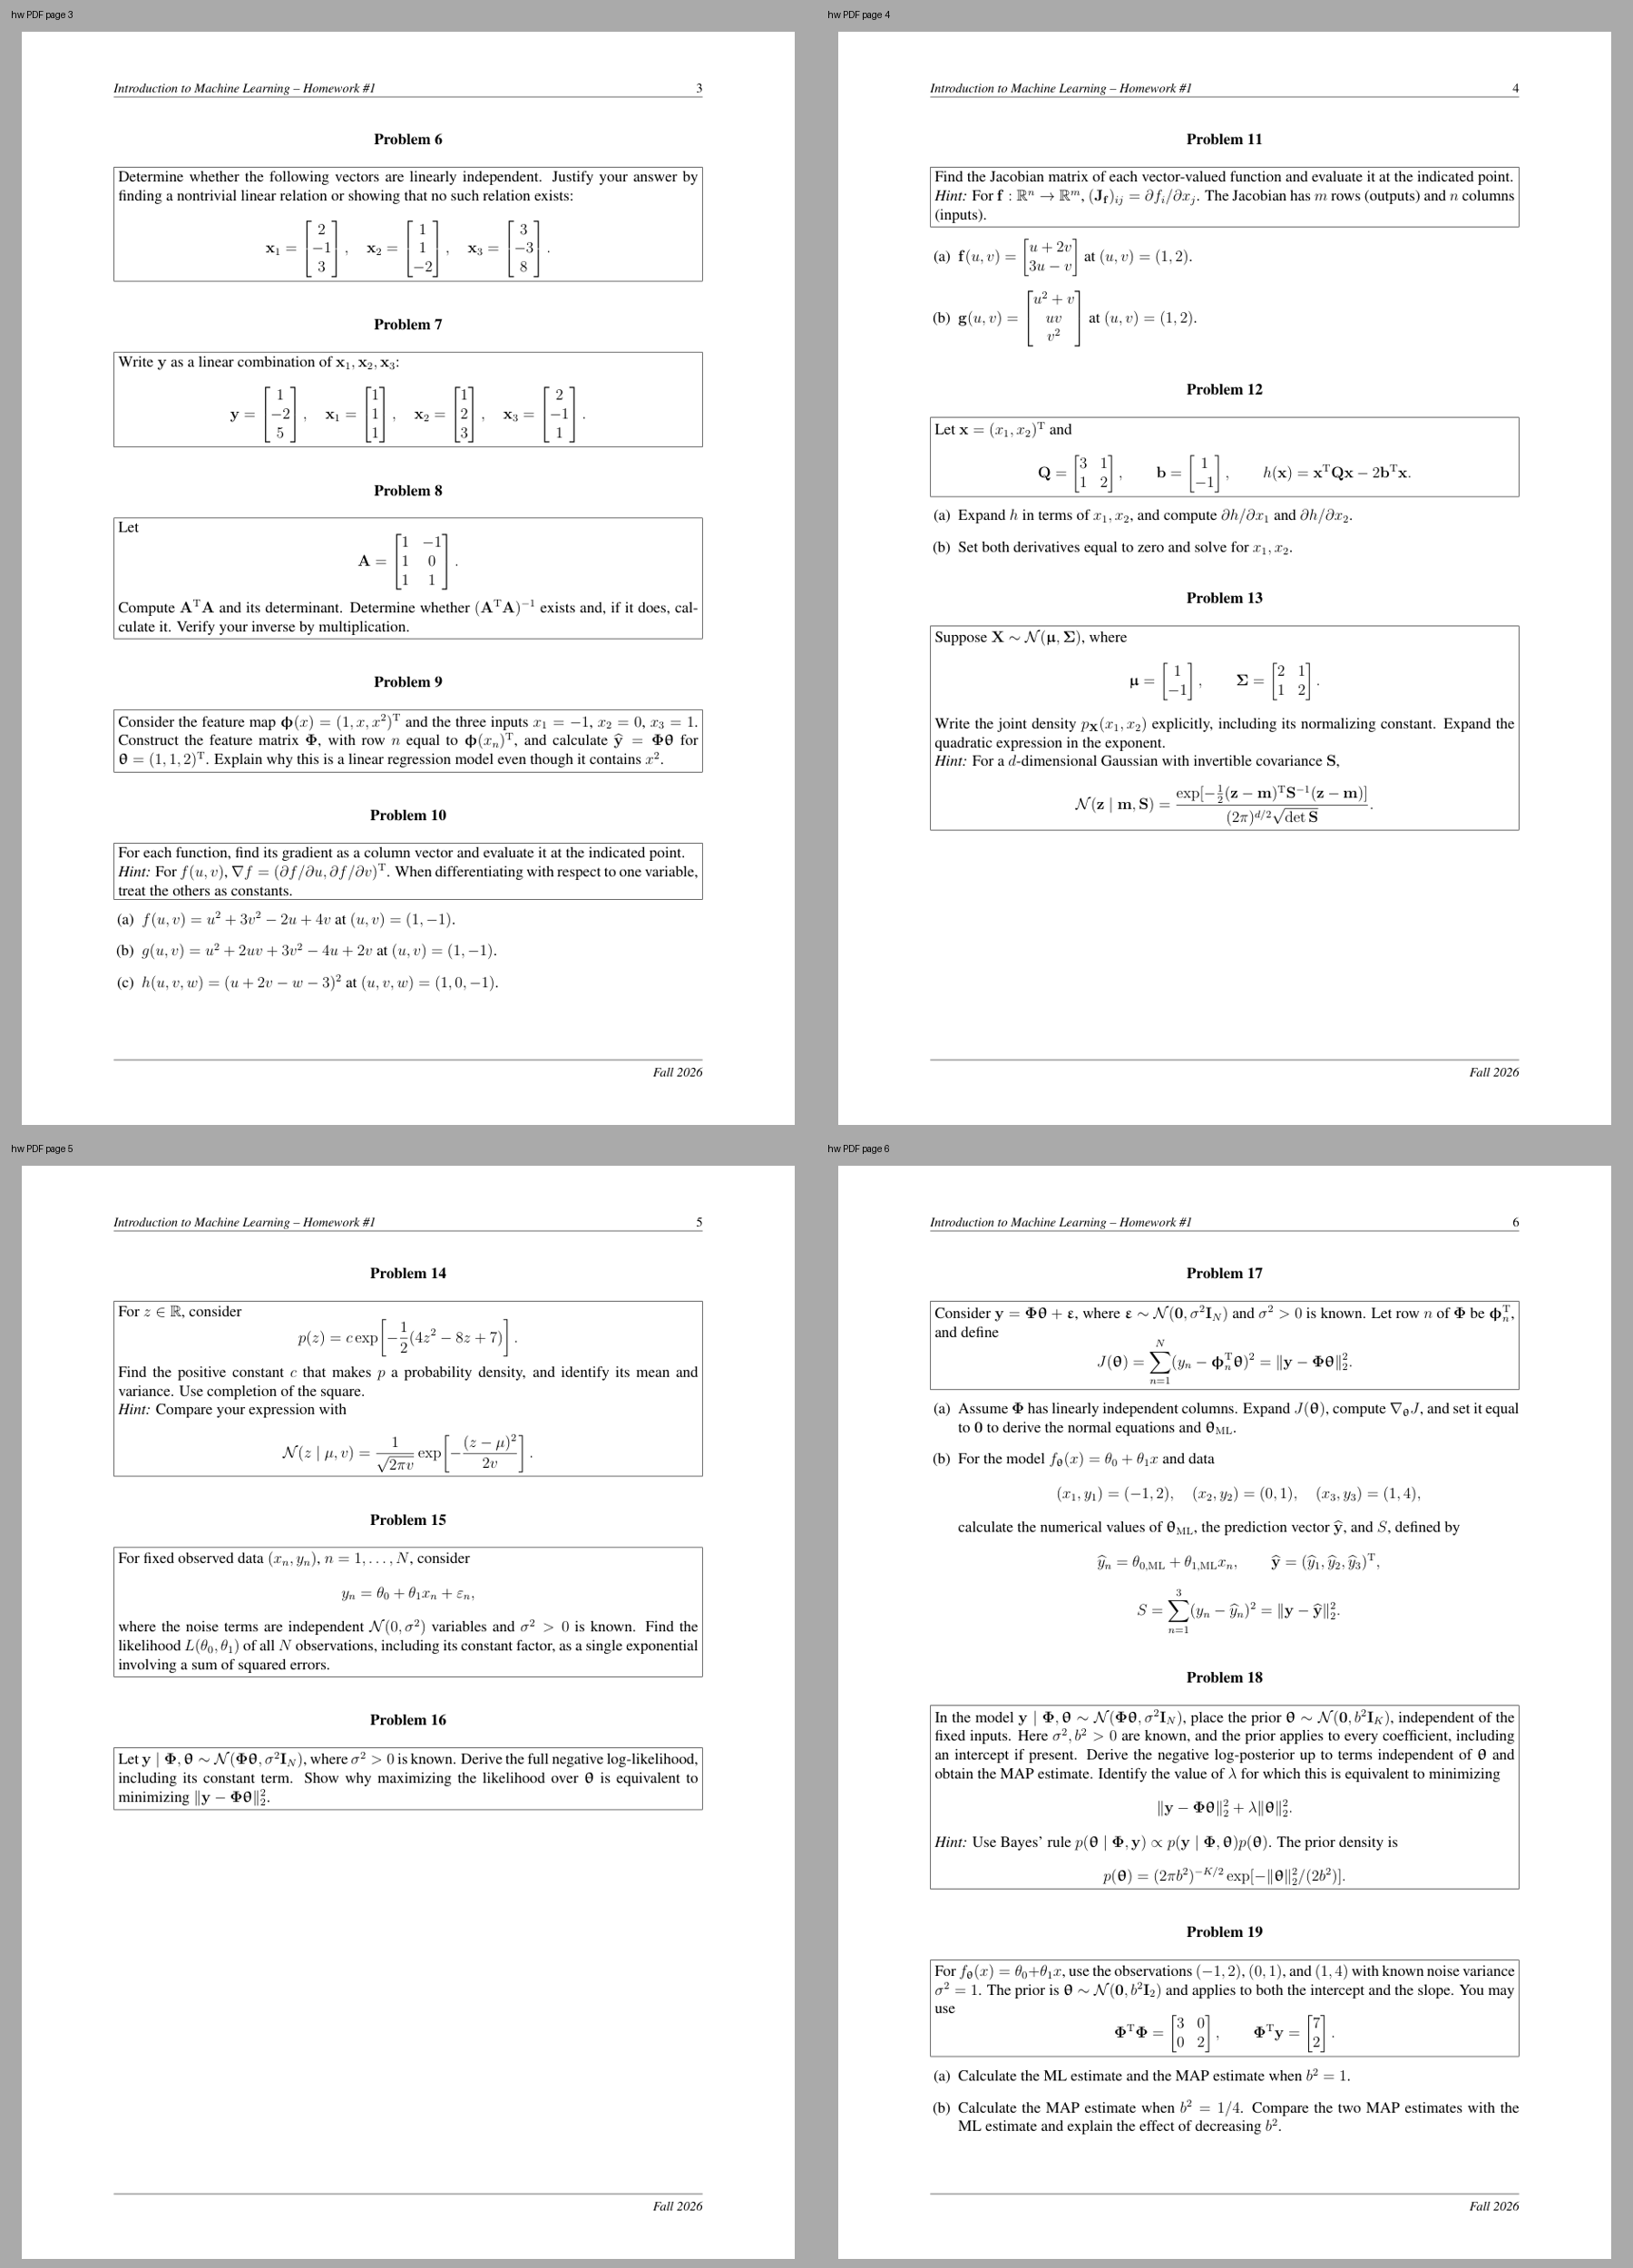 hw PDF page 3
Introduction to Machine Learning – Homework #1 3
Problem 6
Determine whether the following vectors are linearly independent. Justify your answer by
finding a nontrivial linear relation or showing that no such relation exists:
x₁ = [2; −1; 3], x₂ = [1; 1; −2], x₃ = [3; −3; 8].
Problem 7
Write y as a linear combination of x₁, x₂, x₃:
y = [1; −2; 5], x₁ = [1; 1; 1], x₂ = [1; 2; 3], x₃ = [2; −1; 1].
Problem 8
Let
A = [1 −1; 1 0; 1 1].
Compute AᵀA and its determinant. Determine whether (AᵀA)⁻¹ exists and, if it does, cal-
culate it. Verify your inverse by multiplication.
Problem 9
Consider the feature map ϕ(x) = (1, x, x²)ᵀ and the three inputs x₁ = −1, x₂ = 0, x₃ = 1.
Construct the feature matrix Φ, with row n equal to ϕ(xₙ)ᵀ, and calculate ŷ = Φθ for
θ = (1, 1, 2)ᵀ. Explain why this is a linear regression model even though it contains x².
Problem 10
For each function, find its gradient as a column vector and evaluate it at the indicated point.
Hint: For f(u, v), ∇f = (∂f/∂u, ∂f/∂v)ᵀ. When differentiating with respect to one variable,
treat the others as constants.
(a) f(u, v) = u² + 3v² − 2u + 4v at (u, v) = (1, −1).
(b) g(u, v) = u² + 2uv + 3v² − 4u + 2v at (u, v) = (1, −1).
(c) h(u, v, w) = (u + 2v − w − 3)² at (u, v, w) = (1, 0, −1).
Fall 2026
hw PDF page 4
Introduction to Machine Learning – Homework #1 4
Problem 11
Find the Jacobian matrix of each vector-valued function and evaluate it at the indicated point.
Hint: For f : ℝⁿ → ℝᵐ, (J_f)ᵢⱼ = ∂fᵢ/∂xⱼ. The Jacobian has m rows (outputs) and n columns
(inputs).
(a) f(u, v) = [u + 2v; 3u − v] at (u, v) = (1, 2).
(b) g(u, v) = [u² + v; uv; v²] at (u, v) = (1, 2).
Problem 12
Let x = (x₁, x₂)ᵀ and
Q = [3 1; 1 2], b = [1; −1], h(x) = xᵀQx − 2bᵀx.
(a) Expand h in terms of x₁, x₂, and compute ∂h/∂x₁ and ∂h/∂x₂.
(b) Set both derivatives equal to zero and solve for x₁, x₂.
Problem 13
Suppose X ∼ 𝒩(μ, Σ), where
μ = [1; −1], Σ = [2 1; 1 2].
Write the joint density p_X(x₁, x₂) explicitly, including its normalizing constant. Expand the
quadratic expression in the exponent.
Hint: For a d-dimensional Gaussian with invertible covariance S,
𝒩(z | m, S) = exp[−½(z − m)ᵀS⁻¹(z − m)] / ((2π)^{d/2}√det S).
Fall 2026
hw PDF page 5
Introduction to Machine Learning – Homework #1 5
Problem 14
For z ∈ ℝ, consider
p(z) = c exp[−½(4z² − 8z + 7)].
Find the positive constant c that makes p a probability density, and identify its mean and
variance. Use completion of the square.
Hint: Compare your expression with
𝒩(z | μ, v) = 1/√(2πv) exp[−(z − μ)²/2v].
Problem 15
For fixed observed data (xₙ, yₙ), n = 1, . . . , N, consider
yₙ = θ₀ + θ₁xₙ + εₙ,
where the noise terms are independent 𝒩(0, σ²) variables and σ² > 0 is known. Find the
likelihood L(θ₀, θ₁) of all N observations, including its constant factor, as a single exponential
involving a sum of squared errors.
Problem 16
Let y | Φ, θ ∼ 𝒩(Φθ, σ²I_N), where σ² > 0 is known. Derive the full negative log-likelihood,
including its constant term. Show why maximizing the likelihood over θ is equivalent to
minimizing ‖y − Φθ‖₂².
Fall 2026
hw PDF page 6
Introduction to Machine Learning – Homework #1 6
Problem 17
Consider y = Φθ + ε, where ε ∼ 𝒩(0, σ²I_N) and σ² > 0 is known. Let row n of Φ be ϕₙᵀ,
and define
J(θ) = ∑_{n=1}^{N} (yₙ − ϕₙᵀθ)² = ‖y − Φθ‖₂².
(a) Assume Φ has linearly independent columns. Expand J(θ), compute ∇_θ J, and set it equal
to 0 to derive the normal equations and θ_ML.
(b) For the model f_θ(x) = θ₀ + θ₁x and data
(x₁, y₁) = (−1, 2), (x₂, y₂) = (0, 1), (x₃, y₃) = (1, 4),
calculate the numerical values of θ_ML, the prediction vector ŷ, and S, defined by
ŷₙ = θ_{0,ML} + θ_{1,ML}xₙ, ŷ = (ŷ₁, ŷ₂, ŷ₃)ᵀ,
S = ∑_{n=1}^{3} (yₙ − ŷₙ)² = ‖y − ŷ‖₂².
Problem 18
In the model y | Φ, θ ∼ 𝒩(Φθ, σ²I_N), place the prior θ ∼ 𝒩(0, b²I_K), independent of the
fixed inputs. Here σ², b² > 0 are known, and the prior applies to every coefficient, including
an intercept if present. Derive the negative log-posterior up to terms independent of θ and
obtain the MAP estimate. Identify the value of λ for which this is equivalent to minimizing
‖y − Φθ‖₂² + λ‖θ‖₂².
Hint: Use Bayes’ rule p(θ | Φ, y) ∝ p(y | Φ, θ)p(θ). The prior density is
p(θ) = (2πb²)^{−K/2} exp[−‖θ‖₂²/(2b²)].
Problem 19
For f_θ(x) = θ₀+θ₁x, use the observations (−1, 2), (0, 1), and (1, 4) with known noise variance
σ² = 1. The prior is θ ∼ 𝒩(0, b²I₂) and applies to both the intercept and the slope. You may
use
ΦᵀΦ = [3 0; 0 2], Φᵀy = [7; 2].
(a) Calculate the ML estimate and the MAP estimate when b² = 1.
(b) Calculate the MAP estimate when b² = 1/4. Compare the two MAP estimates with the
ML estimate and explain the effect of decreasing b².
Fall 2026